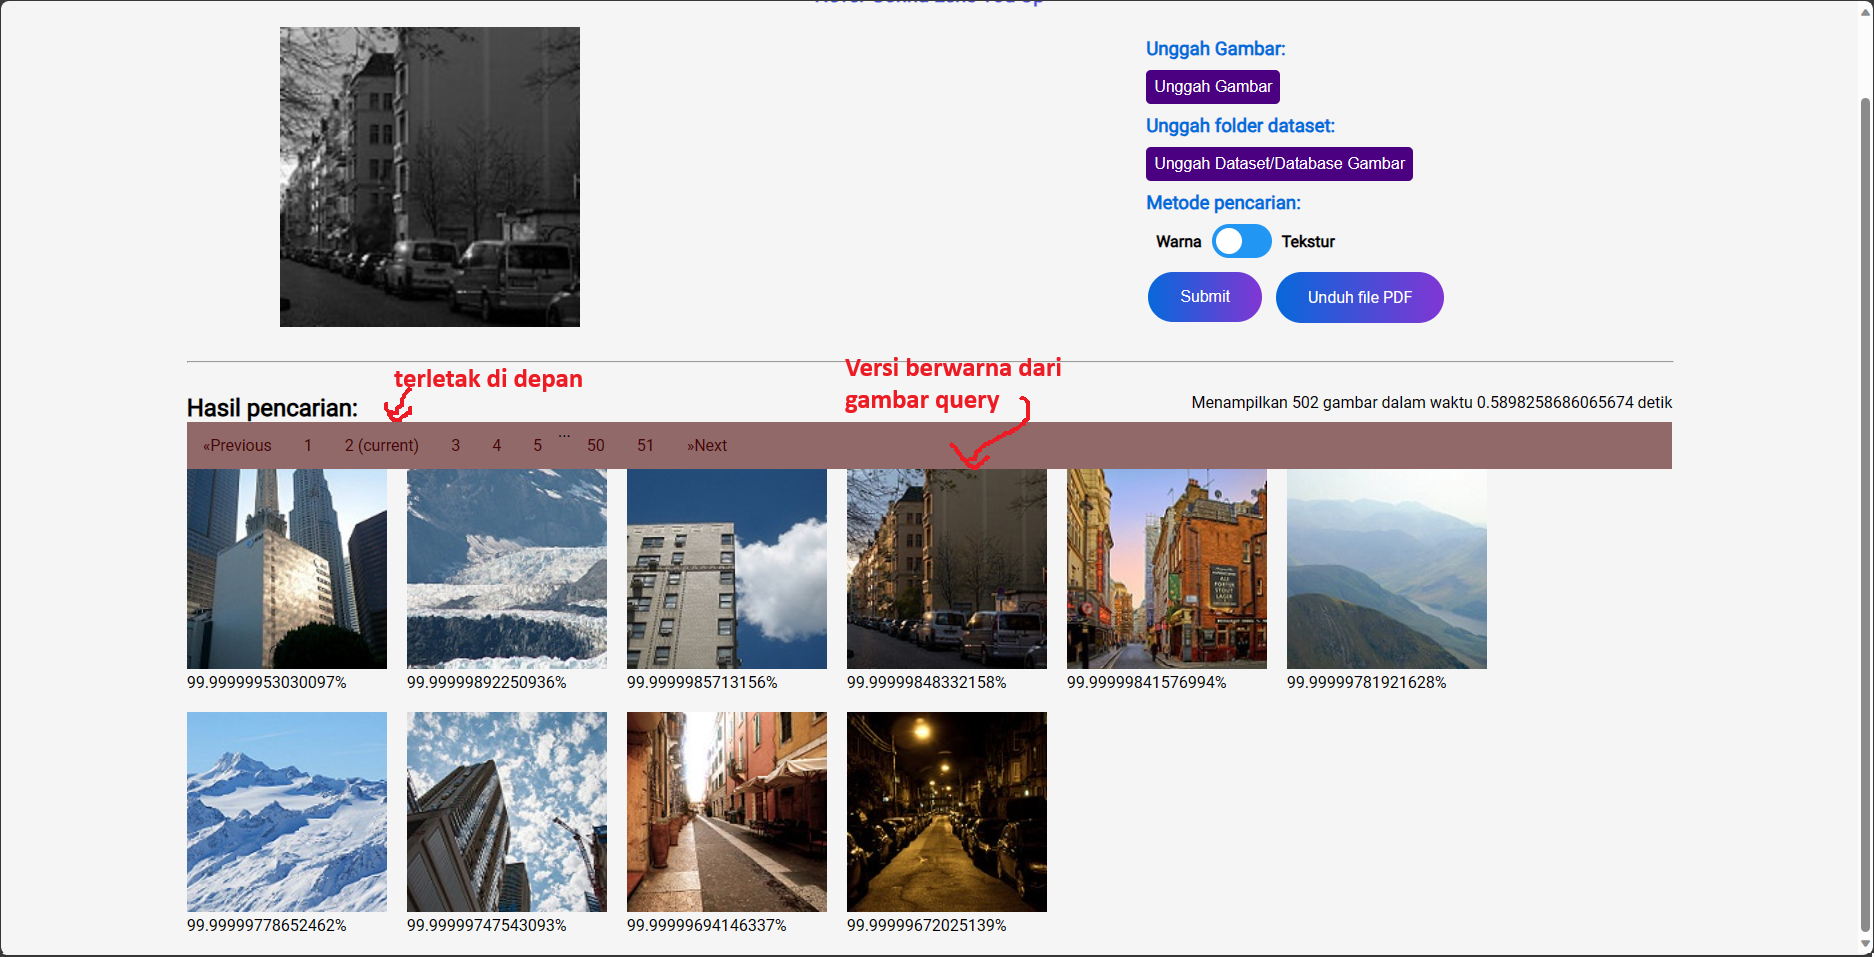 Unggah Gambar:
Unggah Gambar
Unggah folder dataset:
Unggah Dataset/Database Gambar
Metode pencarian:
Warna Tekstur
Submit Unduh file PDF
terletak di depan
Versi berwarna dari
gambar query
Hasil pencarian:
Menampilkan 502 gambar dalam waktu 0.5898258686065674 detik
«Previous 1 2 (current) 3 4 5 ... 50 51 »Next
99.99999953030097% 99.99999892250936% 99.9999985713156% 99.99999848332158% 99.99999841576994% 99.99999781921628%
99.99999778652462% 99.99999747543093% 99.99999694146337% 99.99999672025139%